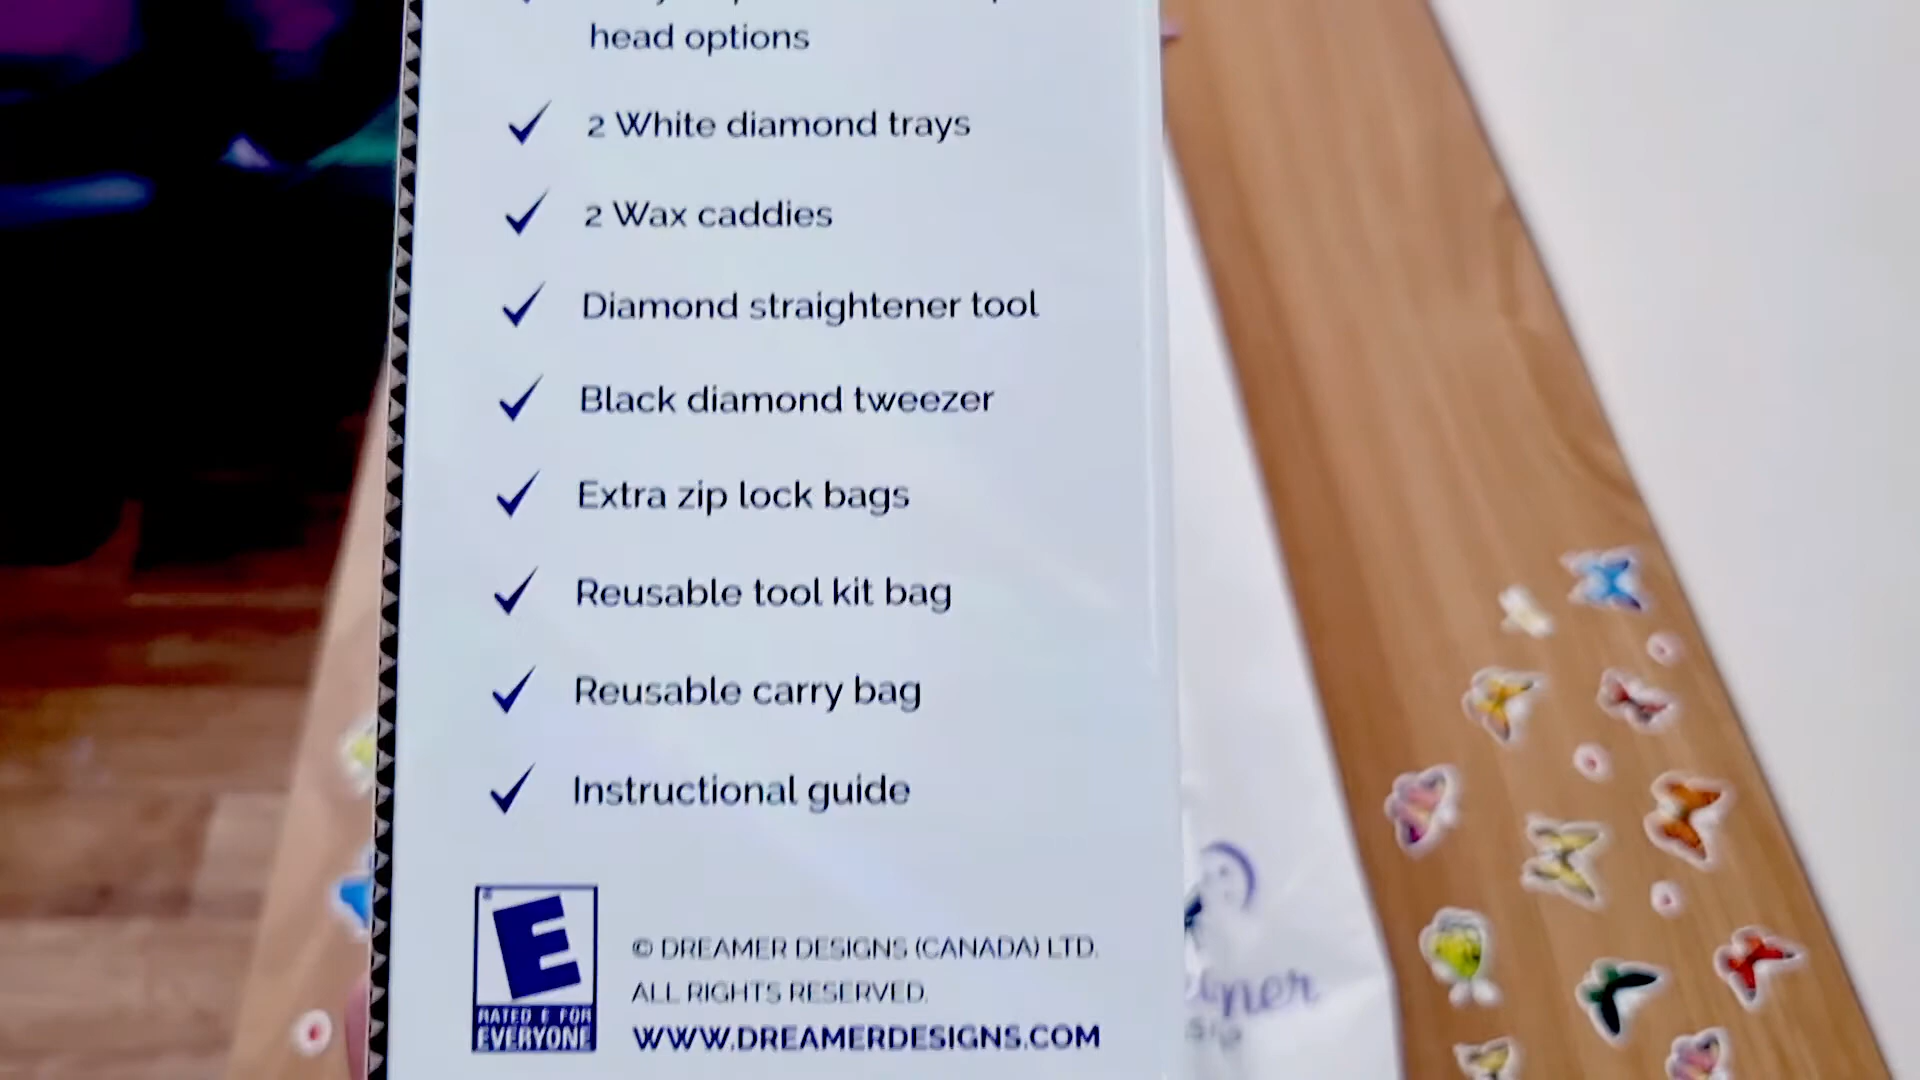 head options
✓ 2 White diamond trays
✓ 2 Wax caddies
✓ Diamond straightener tool
✓ Black diamond tweezer
✓ Extra zip lock bags
✓ Reusable tool kit bag
✓ Reusable carry bag
✓ Instructional guide
E
RATED E FOR
EVERYONE
© DREAMER DESIGNS (CANADA) LTD.
ALL RIGHTS RESERVED.
WWW.DREAMERDESIGNS.COM